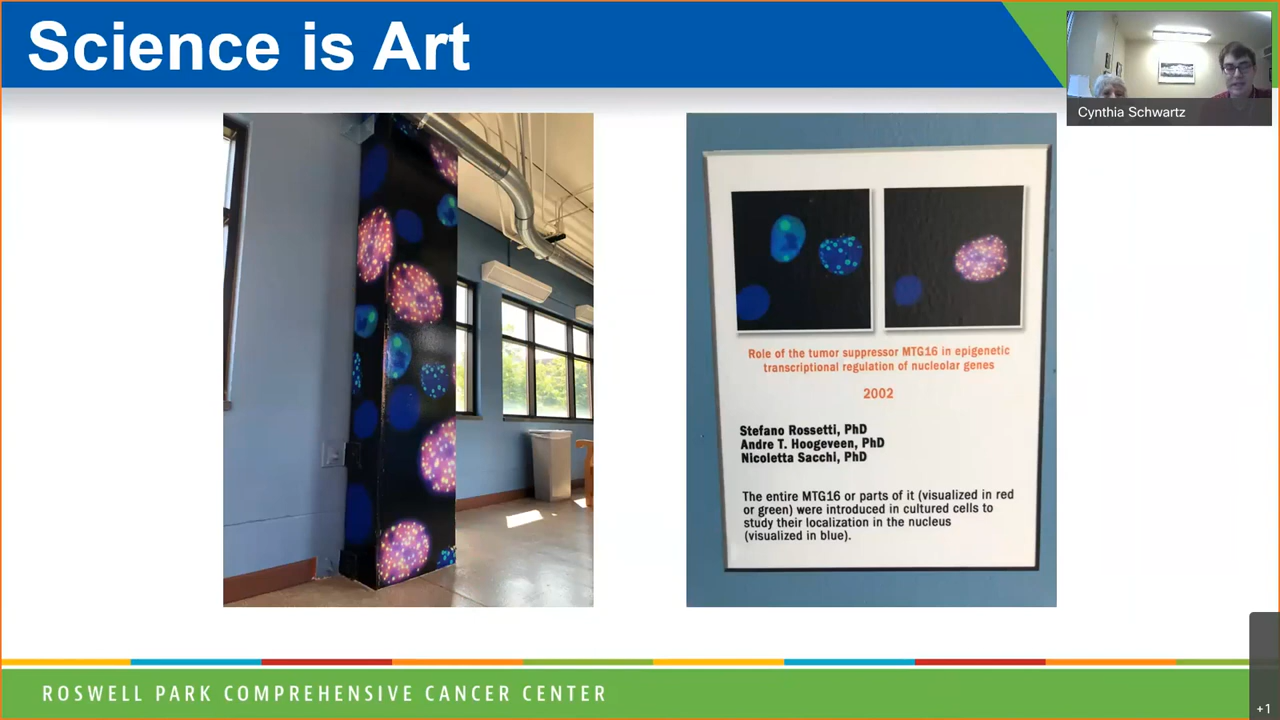 Science is Art
Cynthia Schwartz
Role of the tumor suppressor MTG16 in epigenetic
transcriptional regulation of nucleolar genes
2002
Stefano Rossetti, PhD
Andre T. Hoogeveen, PhD
Nicoletta Sacchi, PhD
The entire MTG16 or parts of it (visualized in red
or green) were introduced in cultured cells to
study their localization in the nucleus
(visualized in blue).
ROSWELL PARK COMPREHENSIVE CANCER CENTER
+1